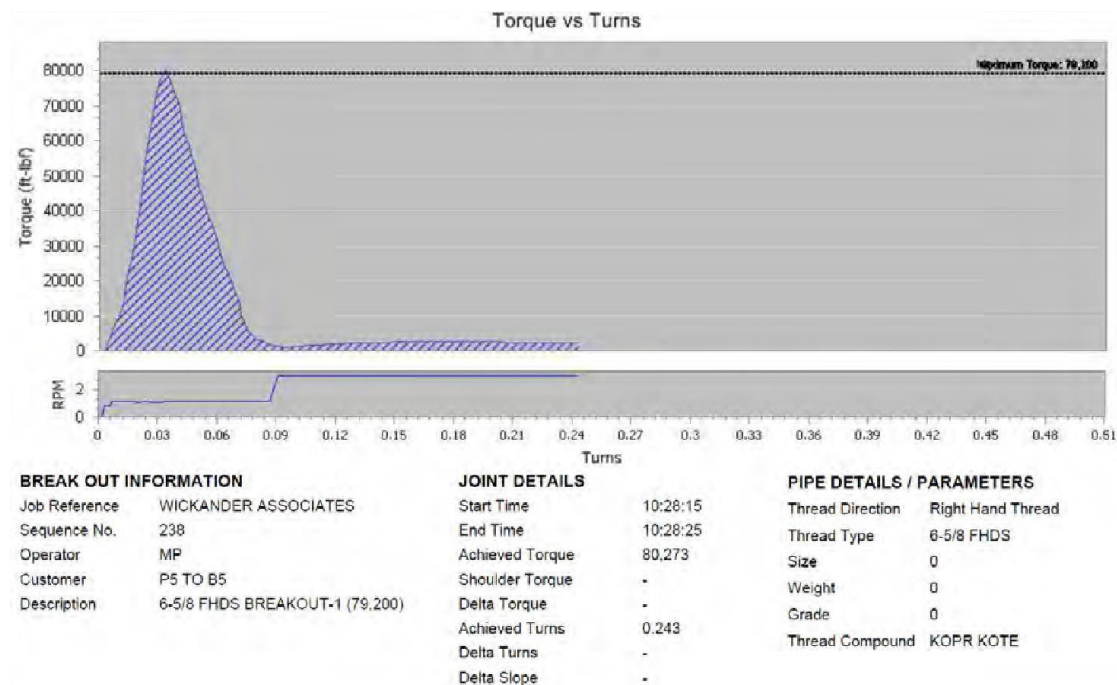 Torque vs Turns
Maximum Torque: 79,200
80000
70000
60000
50000
40000
30000
20000
10000
0
Torque (ft-lbf)
2
0
RPM
0 0.03 0.06 0.09 0.12 0.15 0.18 0.21 0.24 0.27 0.3 0.33 0.36 0.39 0.42 0.45 0.48 0.51
Turns
BREAK OUT INFORMATION
Job Reference WICKANDER ASSOCIATES
Sequence No. 238
Operator MP
Customer P5 TO B5
Description 6-5/8 FHDS BREAKOUT-1 (79,200)
JOINT DETAILS
Start Time 10:28:15
End Time 10:28:25
Achieved Torque 80,273
Shoulder Torque -
Delta Torque -
Achieved Turns 0.243
Delta Turns -
Delta Slope -
PIPE DETAILS / PARAMETERS
Thread Direction Right Hand Thread
Thread Type 6-5/8 FHDS
Size 0
Weight 0
Grade 0
Thread Compound KOPR KOTE